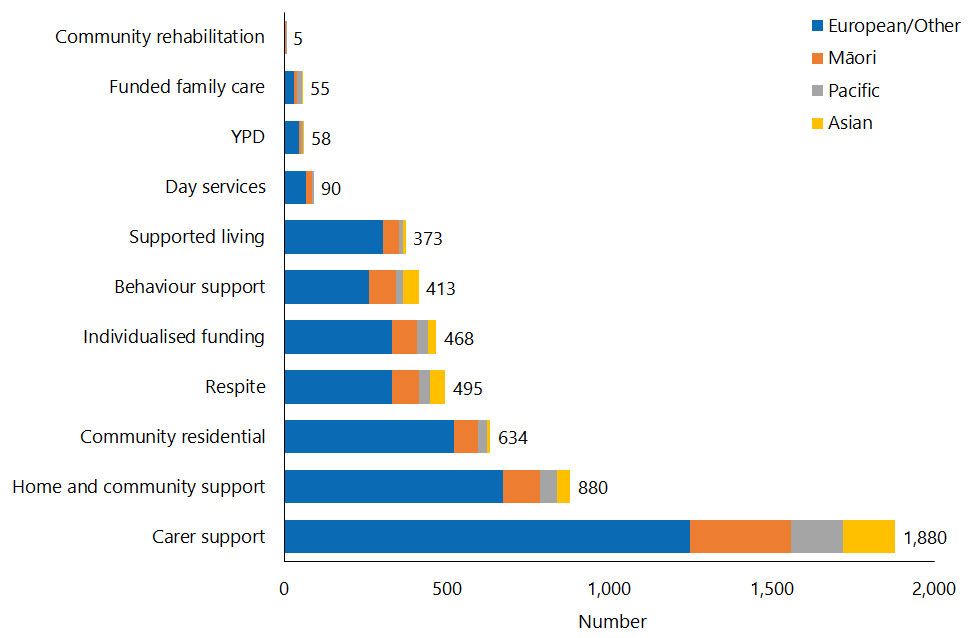 European/Other
Māori
Pacific
Asian
Community rehabilitation 5
Funded family care 55
YPD 58
Day services 90
Supported living 373
Behaviour support 413
Individualised funding 468
Respite 495
Community residential 634
Home and community support 880
Carer support 1,880
0 500 1,000 1,500 2,000
Number